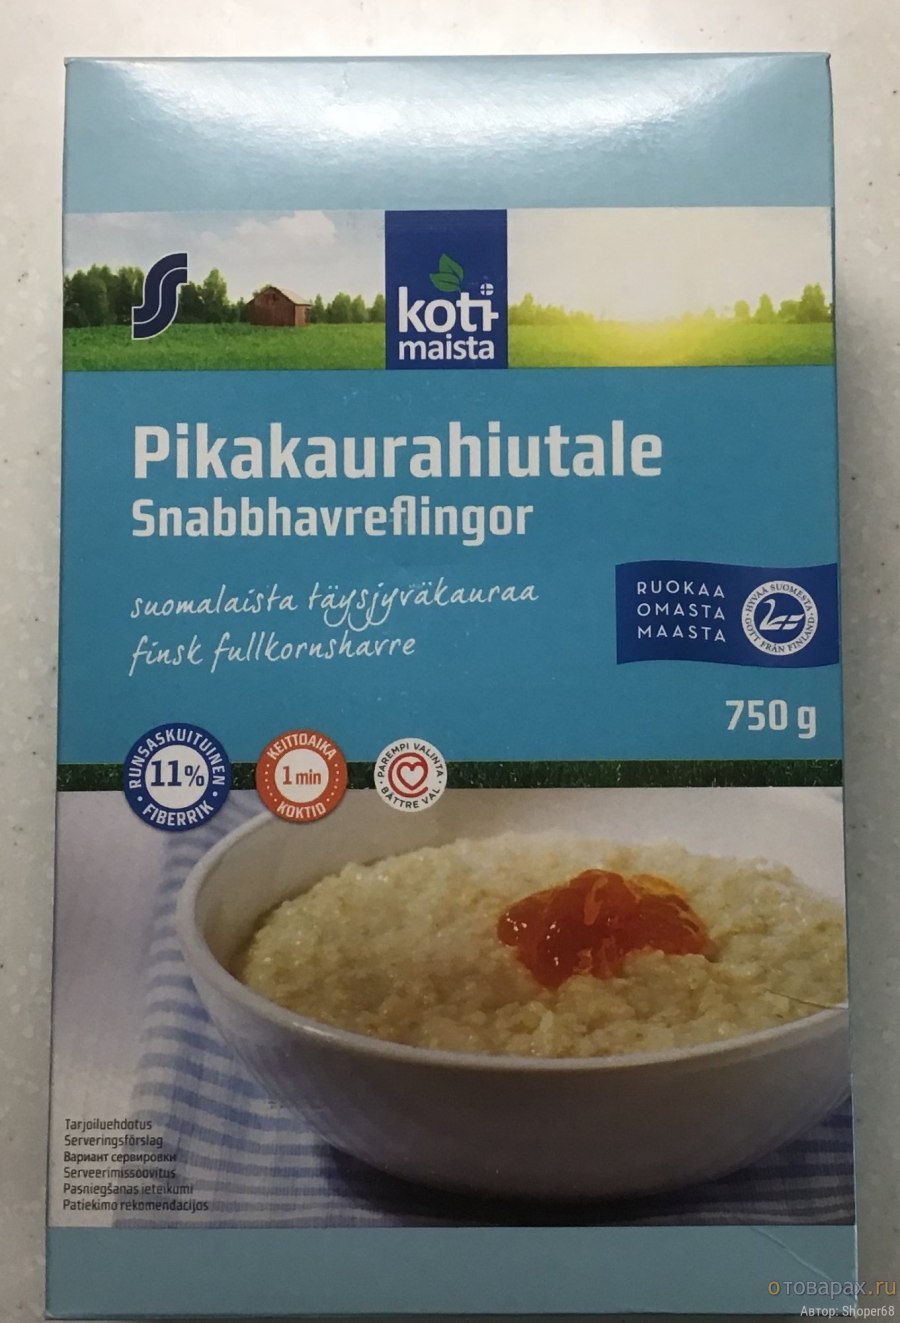 koti
maista
Pikakaurahiutale
Snabbhavreflingor
suomalaista täysjyväkauraa
finsk fullkornshavre
RUOKAA
OMASTA
MAASTA
HYVÄÄ SUOMESTA
GOTT FRÅN FINLAND
750 g
RUNSASKUITUINEN
11%
FIBERRIK
KEITTOAIKA
1 min
KOKTID
PAREMPI VALINTA
BÄTTRE VAL
Tarjoiluehdotus
Serveringsförslag
Вариант сервировки
Serveerimissoovitus
Pasniegšanas ieteikumi
Patiekimo rekomendacijos
отоварах.ru
Автор: Shoper68